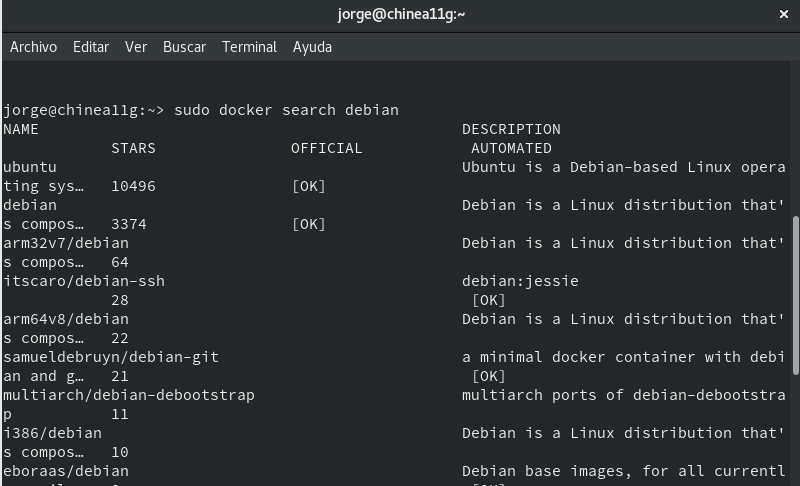 jorge@chinea11g:~
Archivo Editar Ver Buscar Terminal Ayuda
jorge@chinea11g:~> sudo docker search debian
NAME DESCRIPTION
STARS OFFICIAL AUTOMATED
ubuntu Ubuntu is a Debian-based Linux opera
ting sys… 10496 [OK]
debian Debian is a Linux distribution that'
s compos… 3374 [OK]
arm32v7/debian Debian is a Linux distribution that'
s compos… 64
itscaro/debian-ssh debian:jessie
28 [OK]
arm64v8/debian Debian is a Linux distribution that'
s compos… 22
samueldebruyn/debian-git a minimal docker container with debi
an and g… 21 [OK]
multiarch/debian-debootstrap multiarch ports of debian-debootstra
p 11
i386/debian Debian is a Linux distribution that'
s compos… 10
eboraas/debian Debian base images, for all currentl